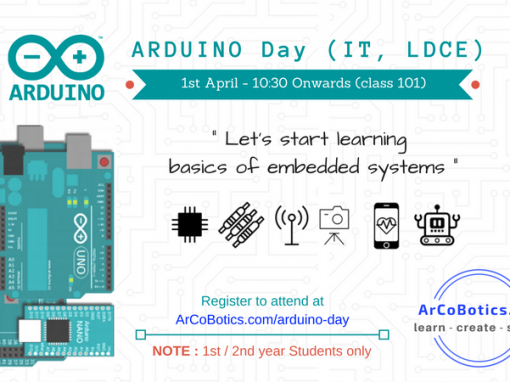 ARDUINO Day (IT, LDCE)
ARDUINO
1st April - 10:30 Onwards (class 101)
" Let's start learning
basics of embedded systems "
UNO
Arduino
NANO
Register to attend at
ArCoBotics.com/arduino-day
NOTE : 1st / 2nd year Students only
ArCoBotics.
learn - create - s